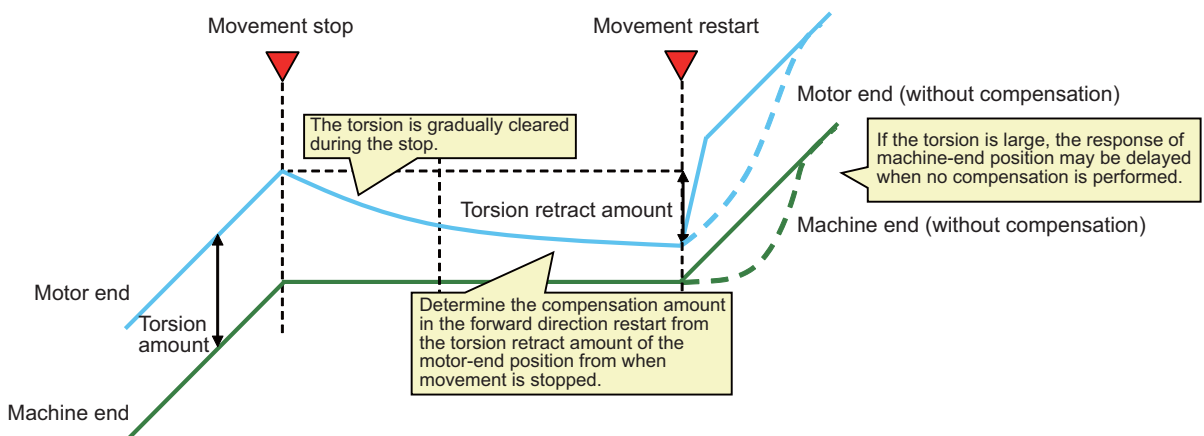 Movement stop
Movement restart
Motor end (without compensation)
The torsion is gradually cleared
during the stop.
If the torsion is large, the response of
machine-end position may be delayed
when no compensation is performed.
Torsion retract amount
Machine end (without compensation)
Motor end
Torsion
amount
Determine the compensation amount
in the forward direction restart from
the torsion retract amount of the
motor-end position from when
movement is stopped.
Machine end